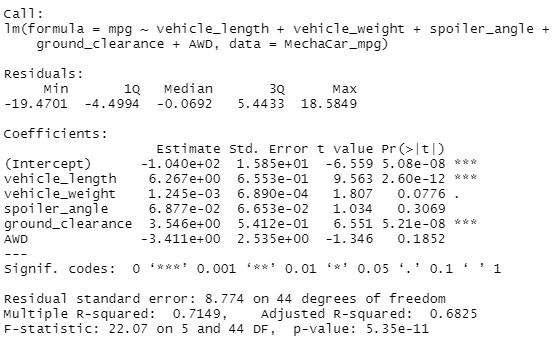 Call:
lm(formula = mpg ~ vehicle_length + vehicle_weight + spoiler_angle +
    ground_clearance + AWD, data = MechaCar_mpg)

Residuals:
     Min       1Q   Median       3Q      Max
-19.4701  -4.4994  -0.0692   5.4433  18.5849

Coefficients:
                   Estimate Std. Error t value Pr(>|t|)
(Intercept)      -1.040e+02  1.585e+01  -6.559 5.08e-08 ***
vehicle_length    6.267e+00  6.553e-01   9.563 2.60e-12 ***
vehicle_weight    1.245e-03  6.890e-04   1.807   0.0776 .
spoiler_angle     6.877e-02  6.653e-02   1.034   0.3069
ground_clearance  3.546e+00  5.412e-01   6.551 5.21e-08 ***
AWD              -3.411e+00  2.535e+00  -1.346   0.1852
---
Signif. codes:  0 ‘***’ 0.001 ‘**’ 0.01 ‘*’ 0.05 ‘.’ 0.1 ‘ ’ 1

Residual standard error: 8.774 on 44 degrees of freedom
Multiple R-squared:  0.7149,    Adjusted R-squared:  0.6825
F-statistic: 22.07 on 5 and 44 DF,  p-value: 5.35e-11